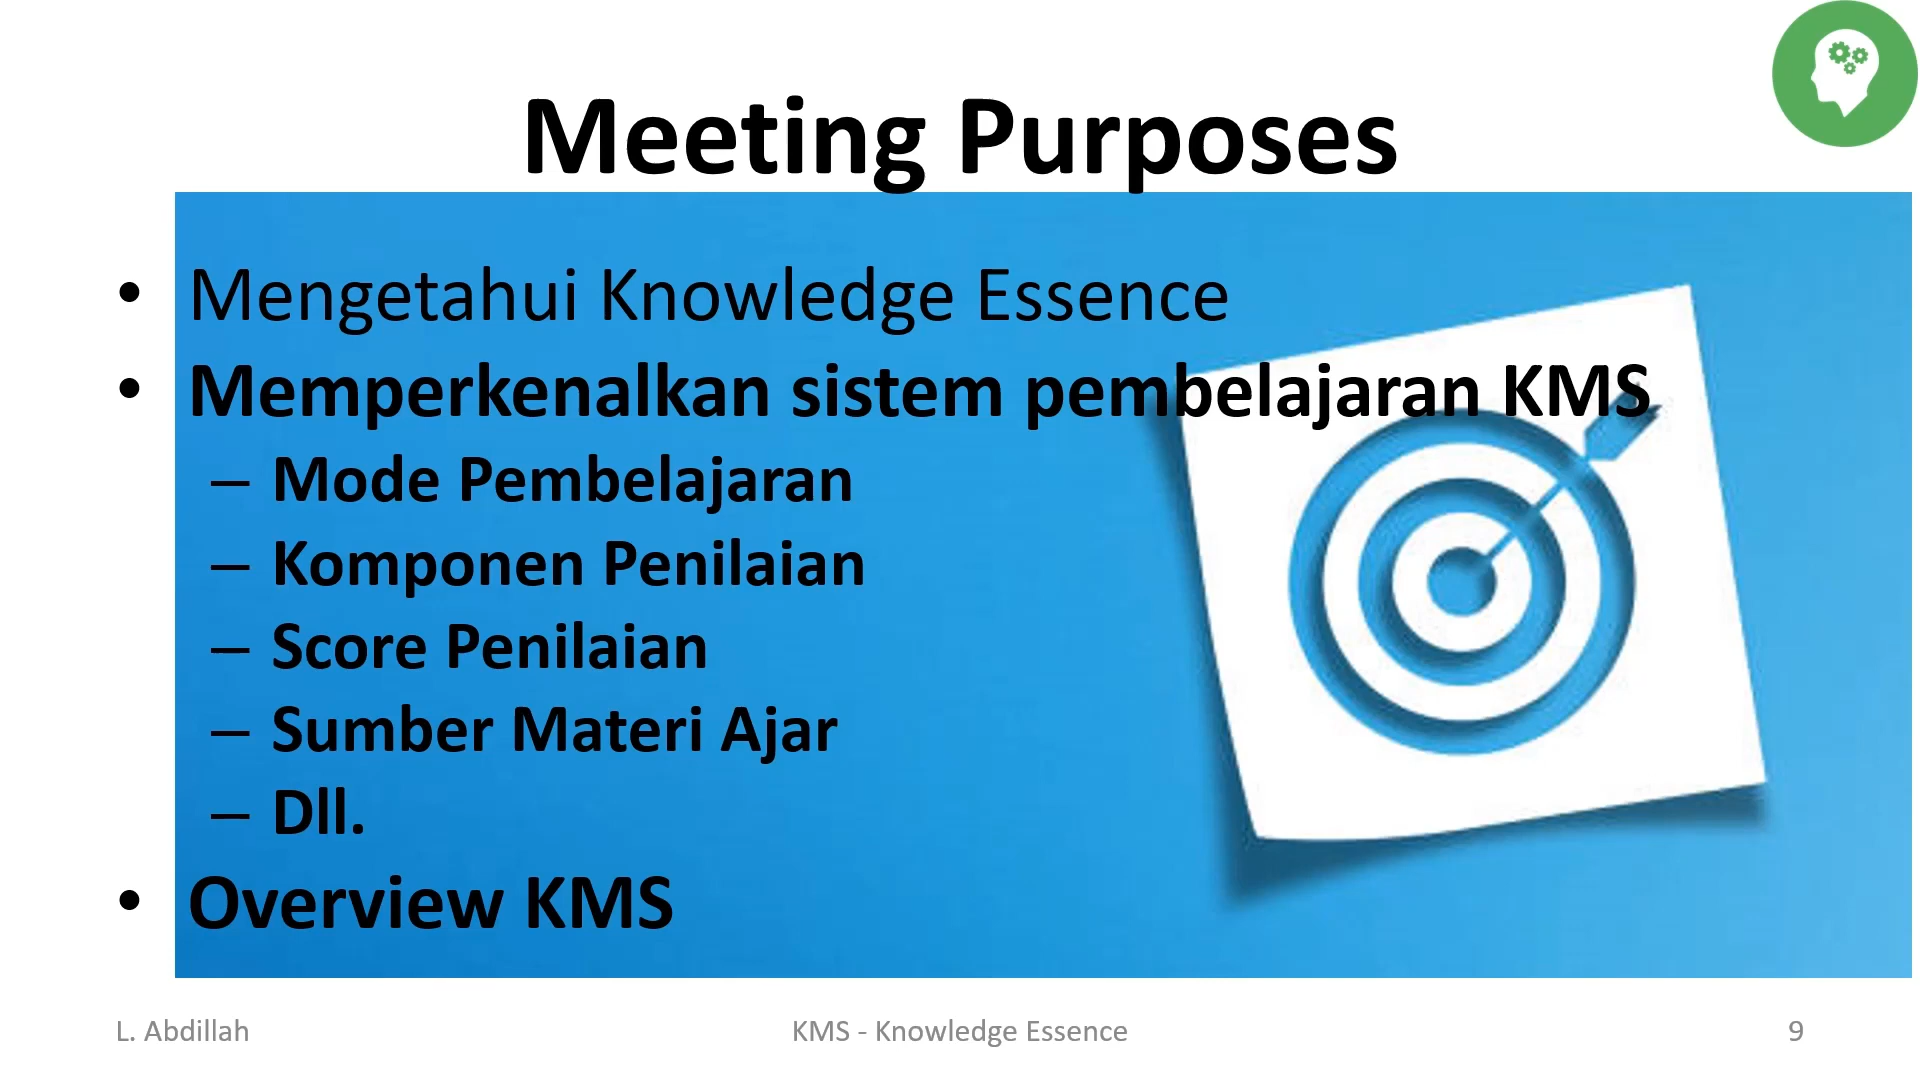 Meeting Purposes
• Mengetahui Knowledge Essence
• Memperkenalkan sistem pembelajaran KMS
– Mode Pembelajaran
– Komponen Penilaian
– Score Penilaian
– Sumber Materi Ajar
– Dll.
• Overview KMS
L. Abdillah
KMS - Knowledge Essence
9